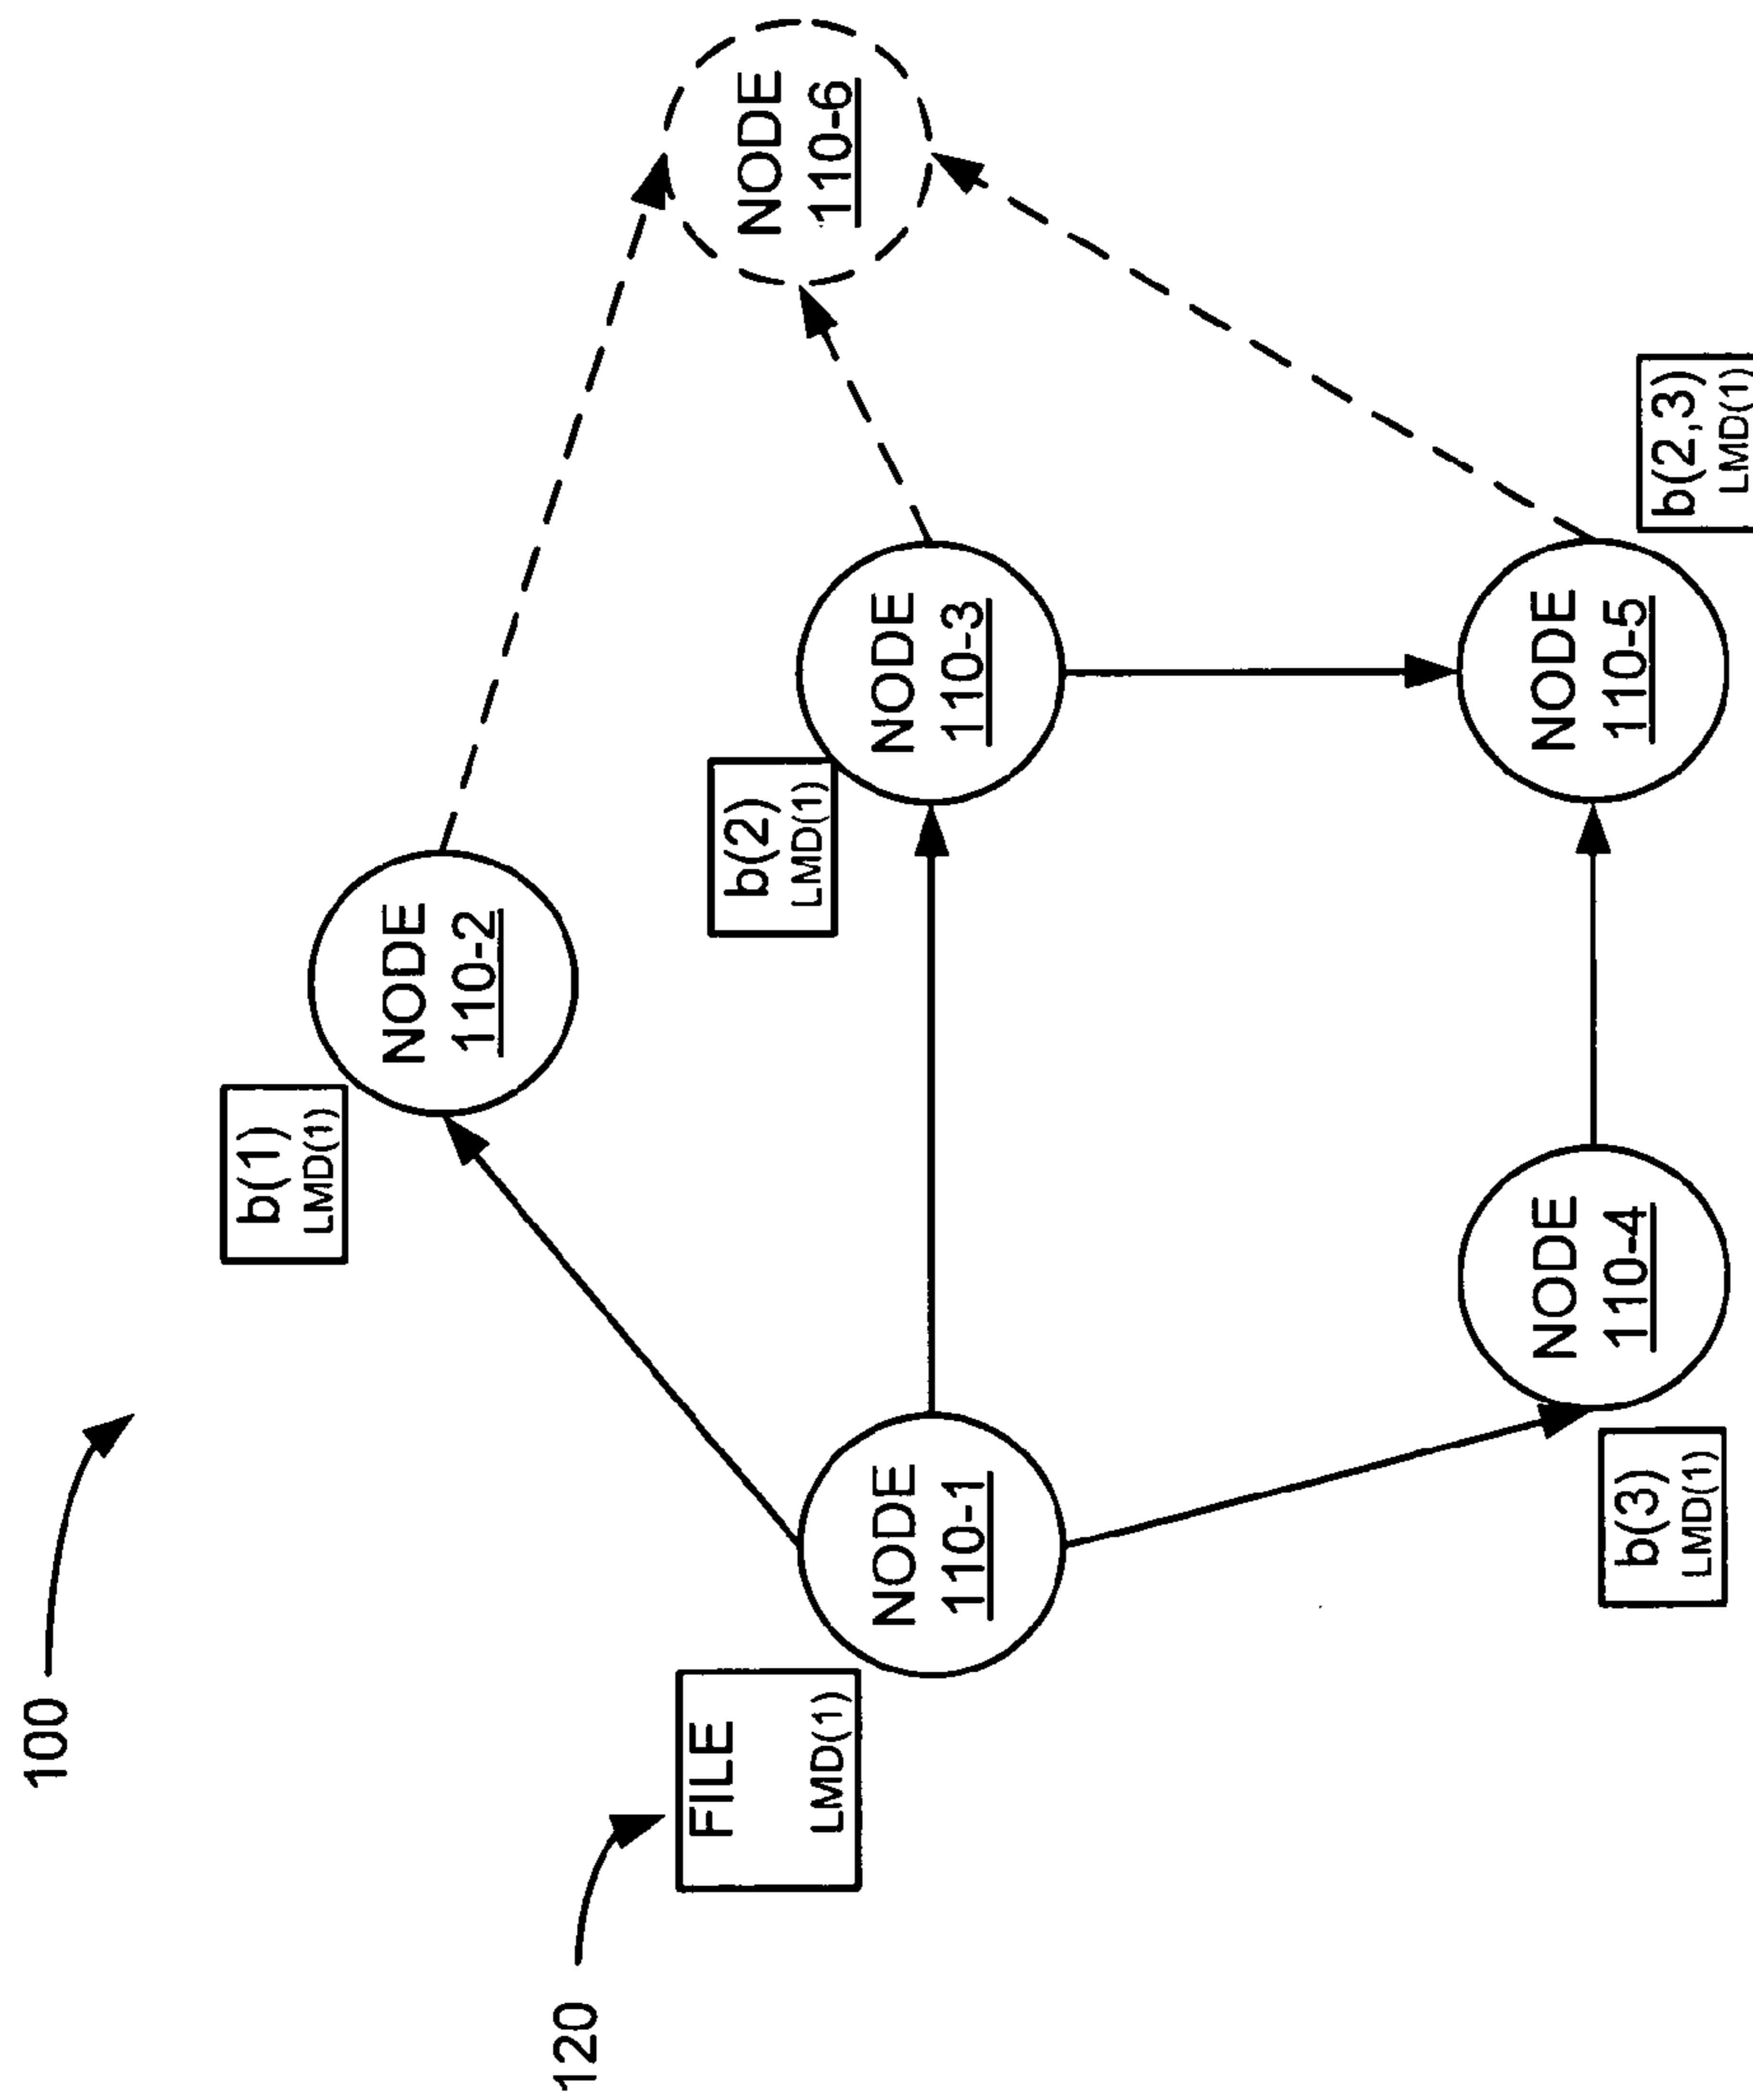 100
120
FILE
LMD(1)
NODE
110-1
b(1)
LMD(1)
NODE
110-2
b(2)
LMD(1)
NODE
110-3
b(3)
LMD(1)
NODE
110-4
NODE
110-5
b(2,3)
LMD(1)
NODE
110-6